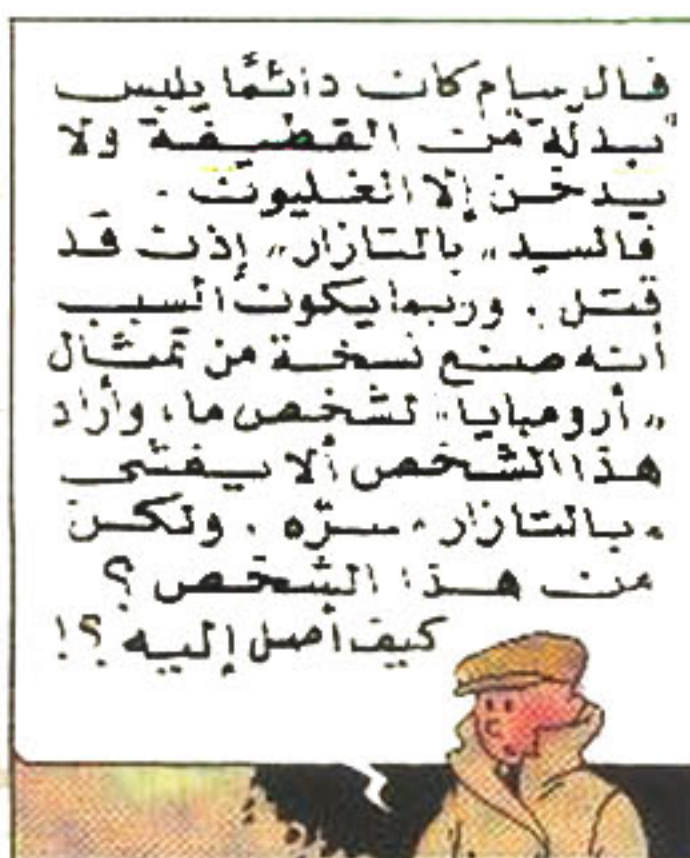 فالرسام كان دائمًا يلبس
"بدلة" من القطيفة ولا
يدخن إلا الغليون .
فالسيد „ بالتازار „ إذن قد
قتل . وربما يكون السبب
أنه صنع نسخة من تمثال
„ أرومبايا „ لشخص ما ، وأراد
هذا الشخص ألا يفشى
„ بالتازار „ سرّه . ولكن
من هذا الشخص ؟
كيف أصل إليه ؟!